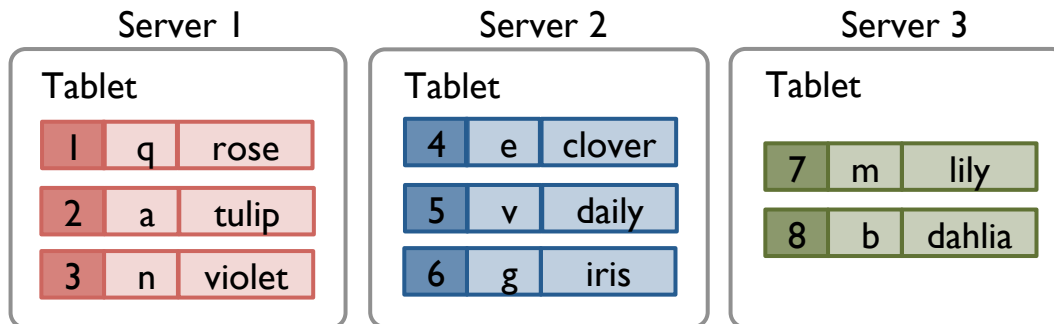 Server 1
Tablet
1 q rose
2 a tulip
3 n violet
Server 2
Tablet
4 e clover
5 v daily
6 g iris
Server 3
Tablet
7 m lily
8 b dahlia